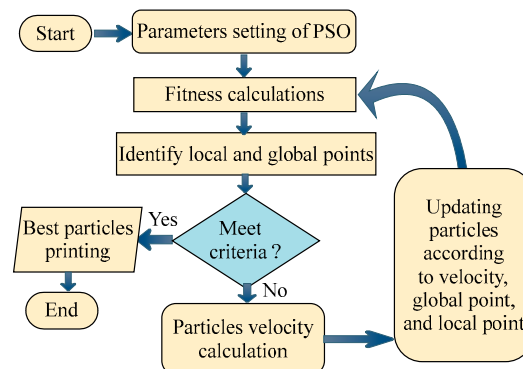 Start
Parameters setting of PSO
Fitness calculations
Identify local and global points
Meet
criteria ?
Yes
Best particles
printing
End
No
Particles velocity
calculation
Updating
particles
according
to velocity,
global point,
and local point